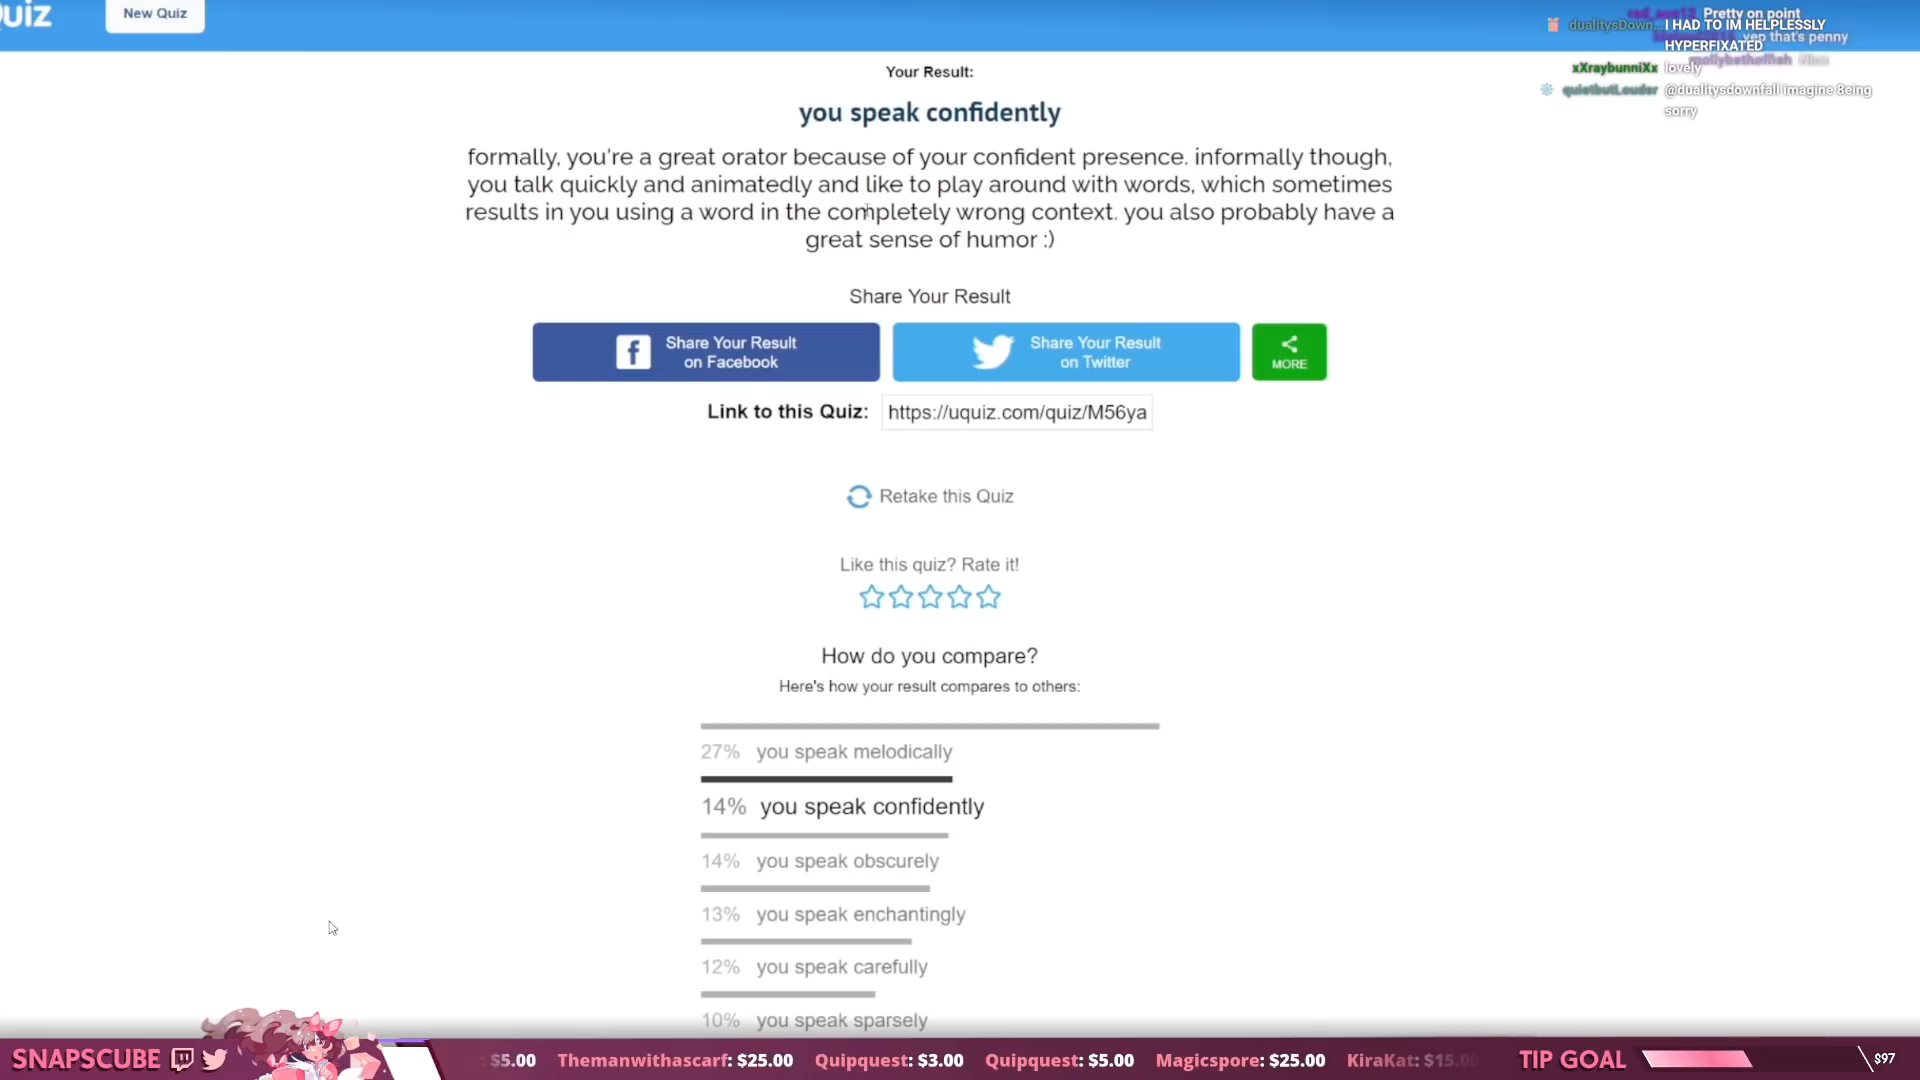 uiz
New Quiz
Pretty on point
dualitysDown... I HAD TO IM HELPLESSLY
HYPERFIXATED
yep that's penny
xXraybunniXx lovely
quietbutLouder @dualitysdownfall imagine 8eing
sorry
Your Result:
you speak confidently
formally, you're a great orator because of your confident presence. informally though,
you talk quickly and animatedly and like to play around with words, which sometimes
results in you using a word in the completely wrong context. you also probably have a
great sense of humor :)
Share Your Result
Share Your Result
on Facebook
Share Your Result
on Twitter
MORE
Link to this Quiz: https://uquiz.com/quiz/M56ya
Retake this Quiz
Like this quiz? Rate it!
How do you compare?
Here's how your result compares to others:
27% you speak melodically
14% you speak confidently
14% you speak obscurely
13% you speak enchantingly
12% you speak carefully
10% you speak sparsely
SNAPSCUBE
: $5.00 Themanwithascarf: $25.00 Quipquest: $3.00 Quipquest: $5.00 Magicspore: $25.00 KiraKat: $15.00
TIP GOAL
$97